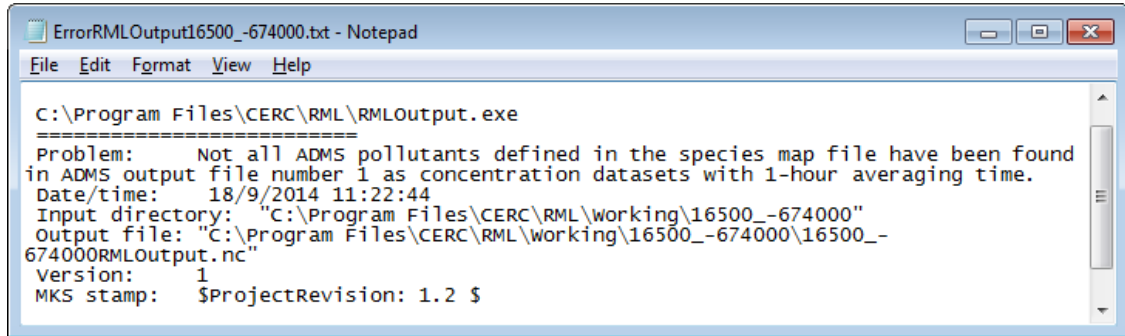 ErrorRMLOutput16500_-674000.txt - Notepad
File Edit Format View Help
C:\Program Files\CERC\RML\RMLOutput.exe
==========================
Problem: Not all ADMS pollutants defined in the species map file have been found
in ADMS output file number 1 as concentration datasets with 1-hour averaging time.
Date/time: 18/9/2014 11:22:44
Input directory: "C:\Program Files\CERC\RML\Working\16500_-674000"
Output file: "C:\Program Files\CERC\RML\Working\16500_-674000\16500_-
674000RMLOutput.nc"
Version: 1
MKS stamp: $ProjectRevision: 1.2 $